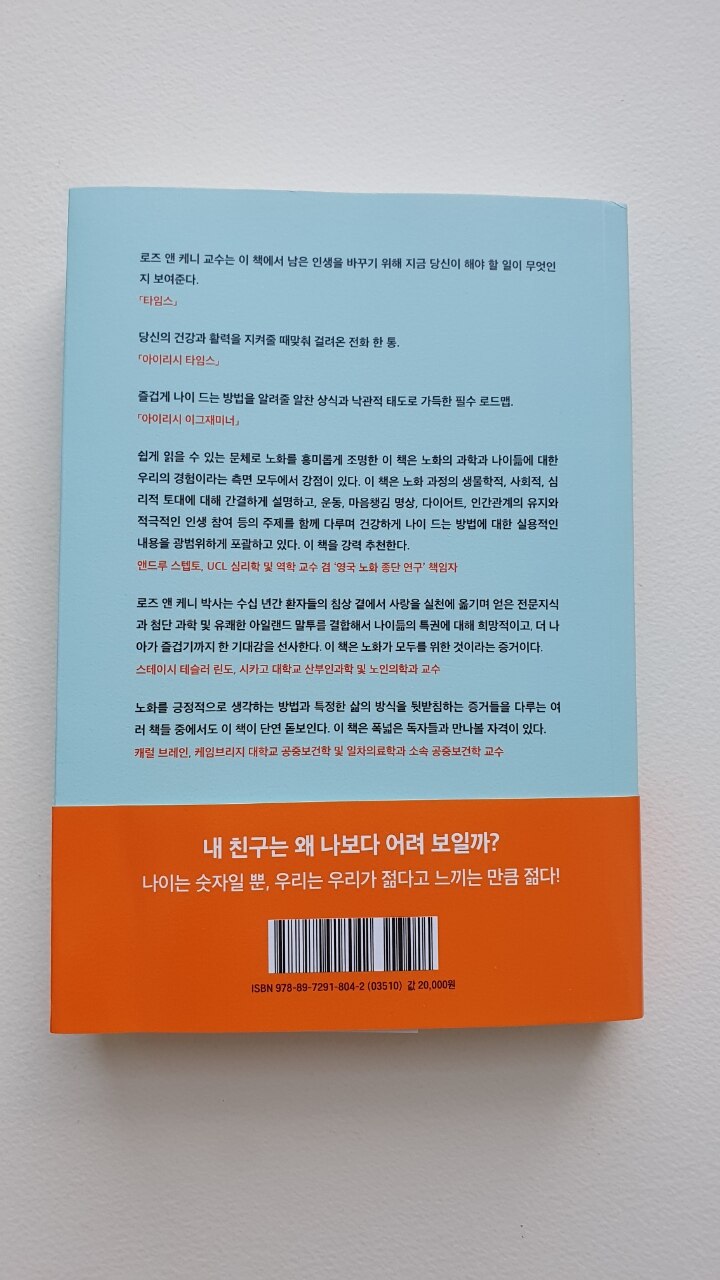 로즈 앤 케니 교수는 이 책에서 남은 인생을 바꾸기 위해 지금 당신이 해야 할 일이 무엇인
지 보여준다.
「타임스」
당신의 건강과 활력을 지켜줄 때맞춰 걸려온 전화 한 통.
「아이리시 타임스」
즐겁게 나이 드는 방법을 알려줄 알찬 상식과 낙관적 태도로 가득한 필수 로드맵.
「아이리시 이그재미너」
쉽게 읽을 수 있는 문체로 노화를 흥미롭게 조명한 이 책은 노화의 과학과 나이듦에 대한
우리의 경험이라는 측면 모두에서 강점이 있다. 이 책은 노화 과정의 생물학적, 사회적, 심
리적 토대에 대해 간결하게 설명하고, 운동, 마음챙김 명상, 다이어트, 인간관계의 유지와
적극적인 인생 참여 등의 주제를 함께 다루며 건강하게 나이 드는 방법에 대한 실용적인
내용을 광범위하게 포괄하고 있다. 이 책을 강력 추천한다.
앤드루 스텝토, UCL 심리학 및 역학 교수 겸 ‘영국 노화 종단 연구’ 책임자
로즈 앤 케니 박사는 수십 년간 환자들의 침상 곁에서 사랑을 실천에 옮기며 얻은 전문지식
과 첨단 과학 및 유쾌한 아일랜드 말투를 결합해서 나이듦의 특권에 대해 희망적이고, 더 나
아가 즐겁기까지 한 기대감을 선사한다. 이 책은 노화가 모두를 위한 것이라는 증거이다.
스테이시 테슬러 린도, 시카고 대학교 산부인과학 및 노인의학과 교수
노화를 긍정적으로 생각하는 방법과 특정한 삶의 방식을 뒷받침하는 증거들을 다루는 여
러 책들 중에서도 이 책이 단연 돋보인다. 이 책은 폭넓은 독자들과 만나볼 자격이 있다.
캐럴 브레인, 케임브리지 대학교 공중보건학 및 일차의료학과 소속 공중보건학 교수
내 친구는 왜 나보다 어려 보일까?
나이는 숫자일 뿐, 우리는 우리가 젊다고 느끼는 만큼 젊다!
ISBN 978-89-7291-804-2 (03510) 값 20,000원